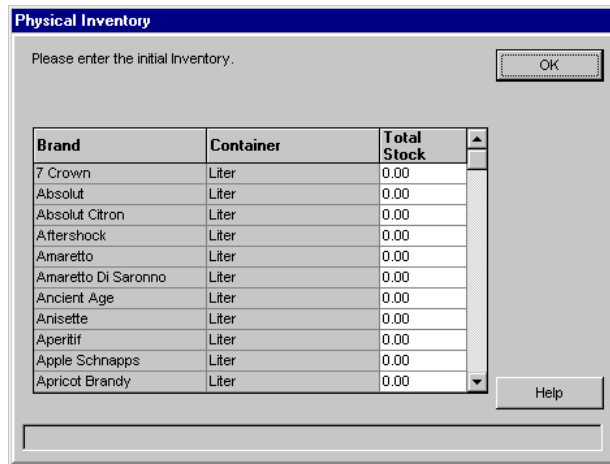 Physical Inventory
Please enter the initial Inventory.
OK
Brand Container Total Stock
7 Crown Liter 0.00
Absolut Liter 0.00
Absolut Citron Liter 0.00
Aftershock Liter 0.00
Amaretto Liter 0.00
Amaretto Di Saronno Liter 0.00
Ancient Age Liter 0.00
Anisette Liter 0.00
Aperitif Liter 0.00
Apple Schnapps Liter 0.00
Apricot Brandy Liter 0.00
Help